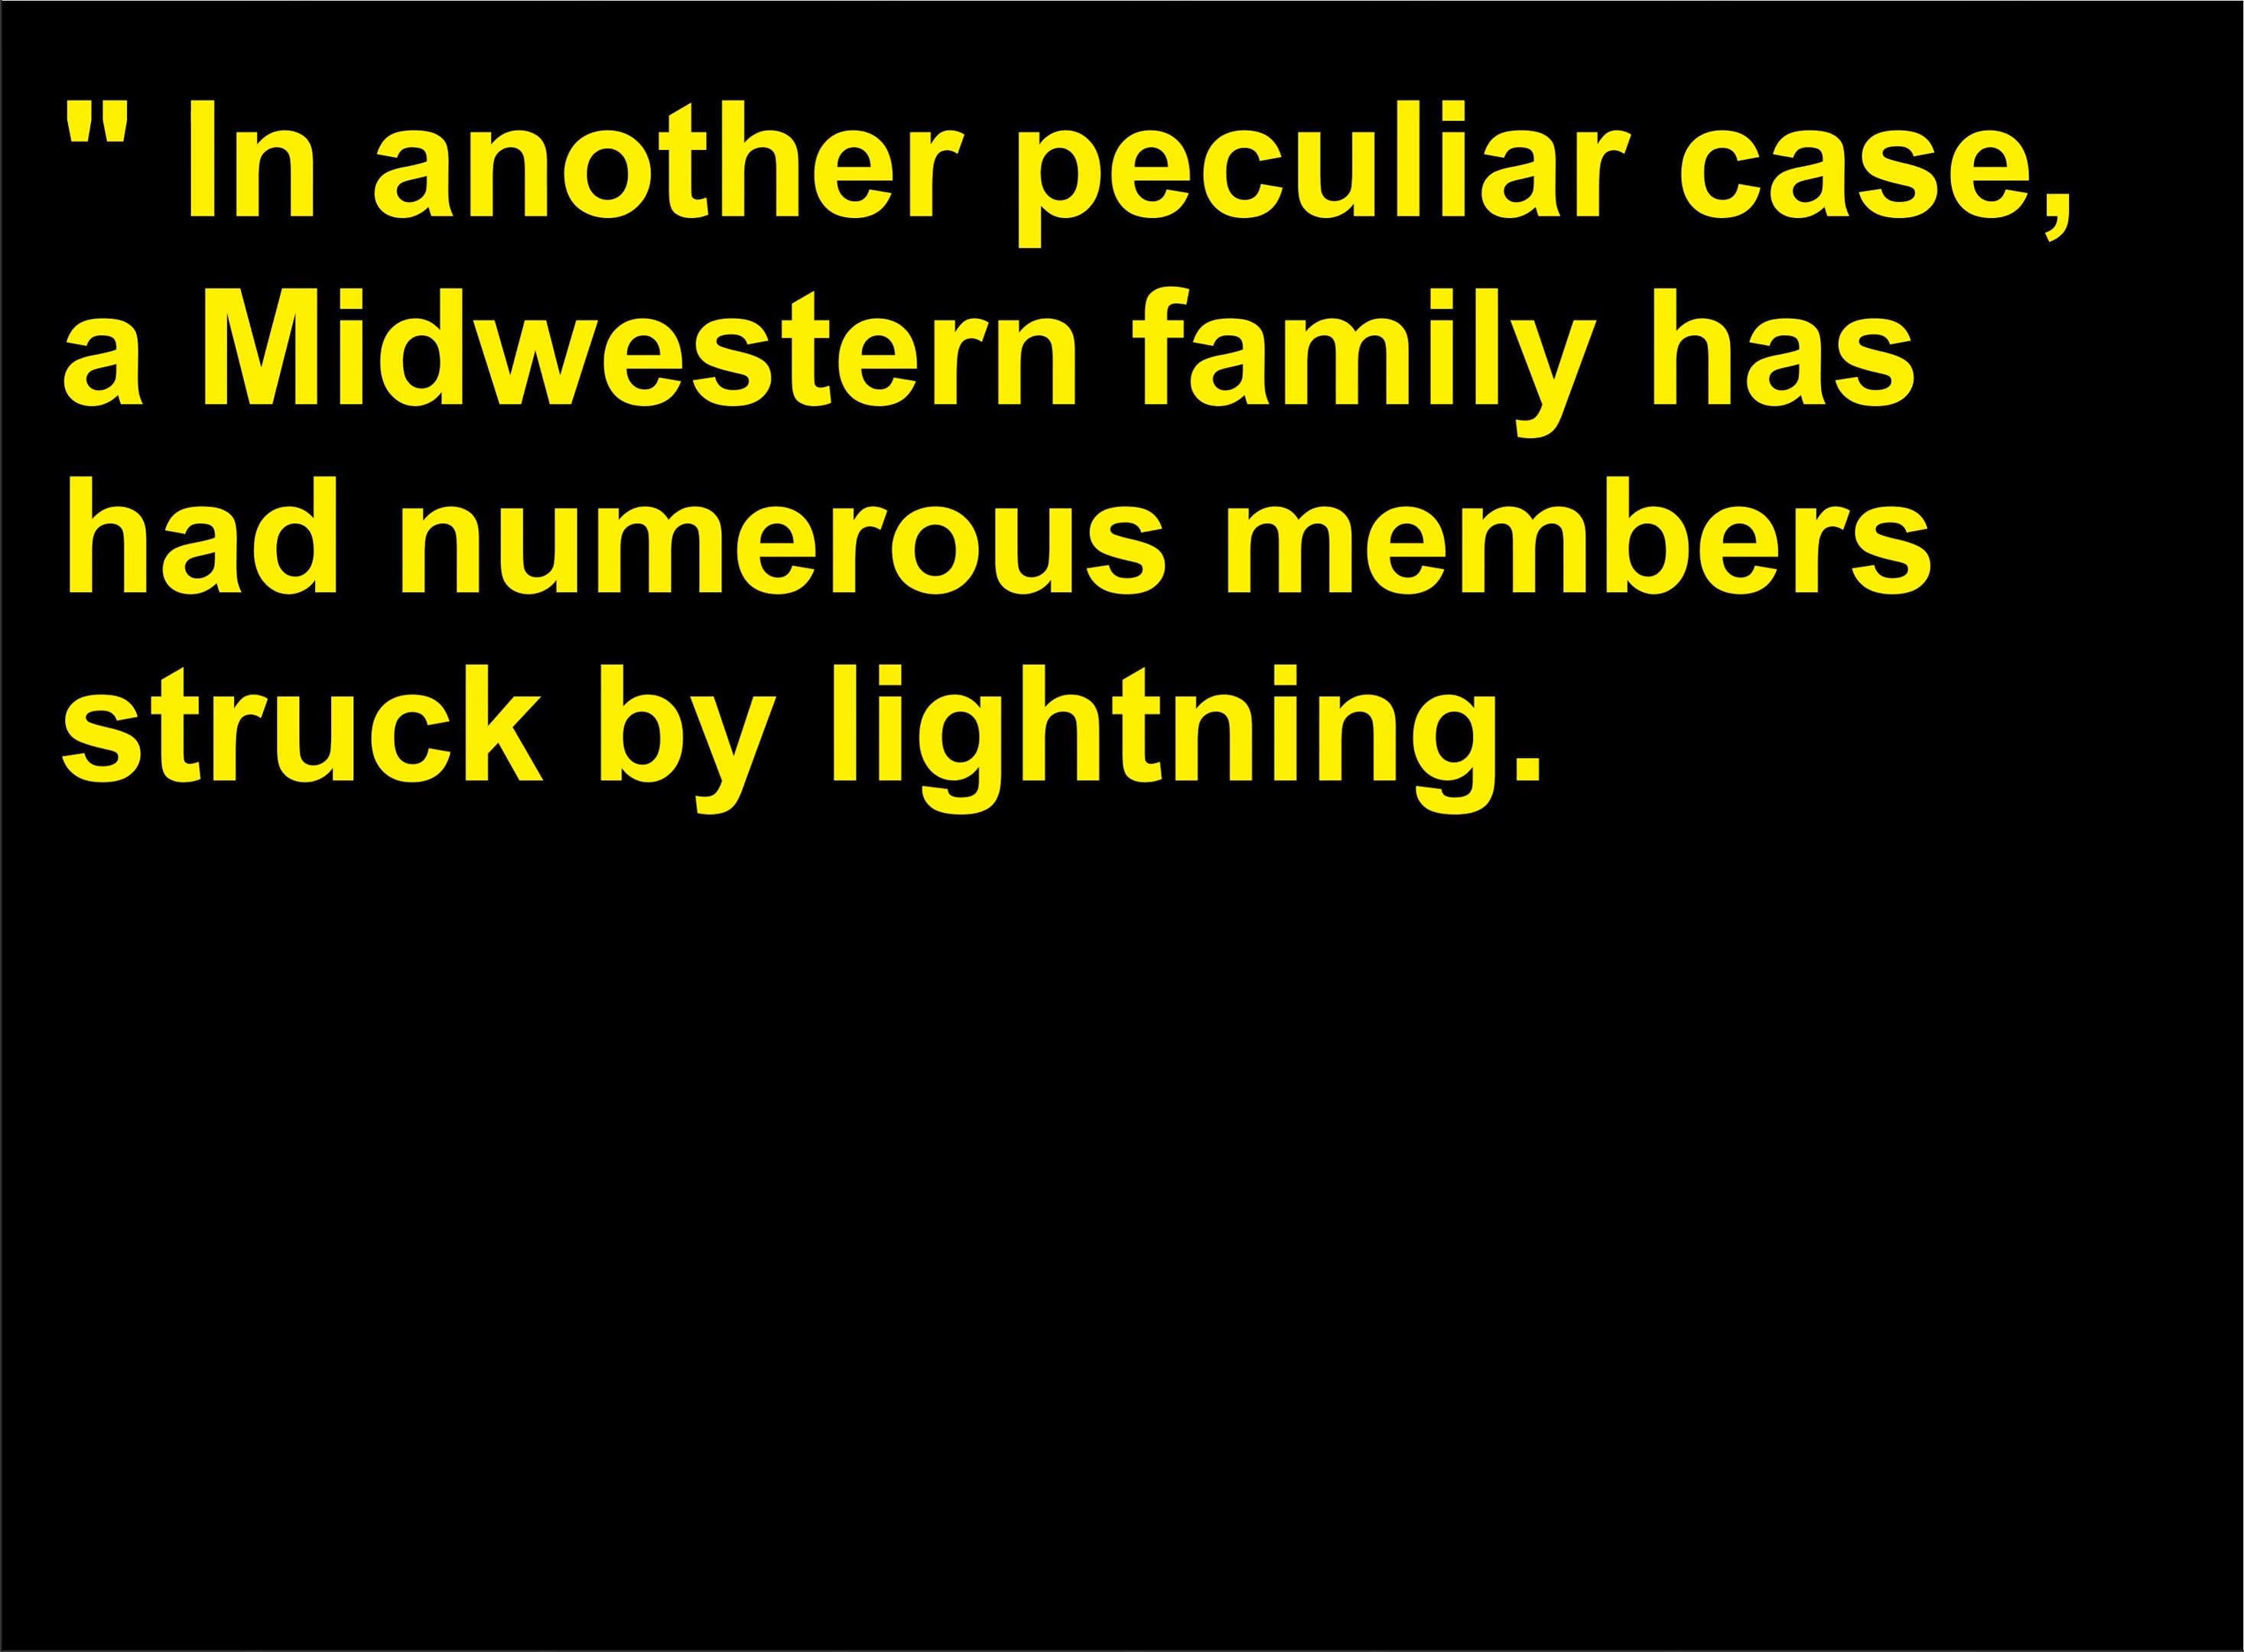 " In another peculiar case,
a Midwestern family has
had numerous members
struck by lightning.